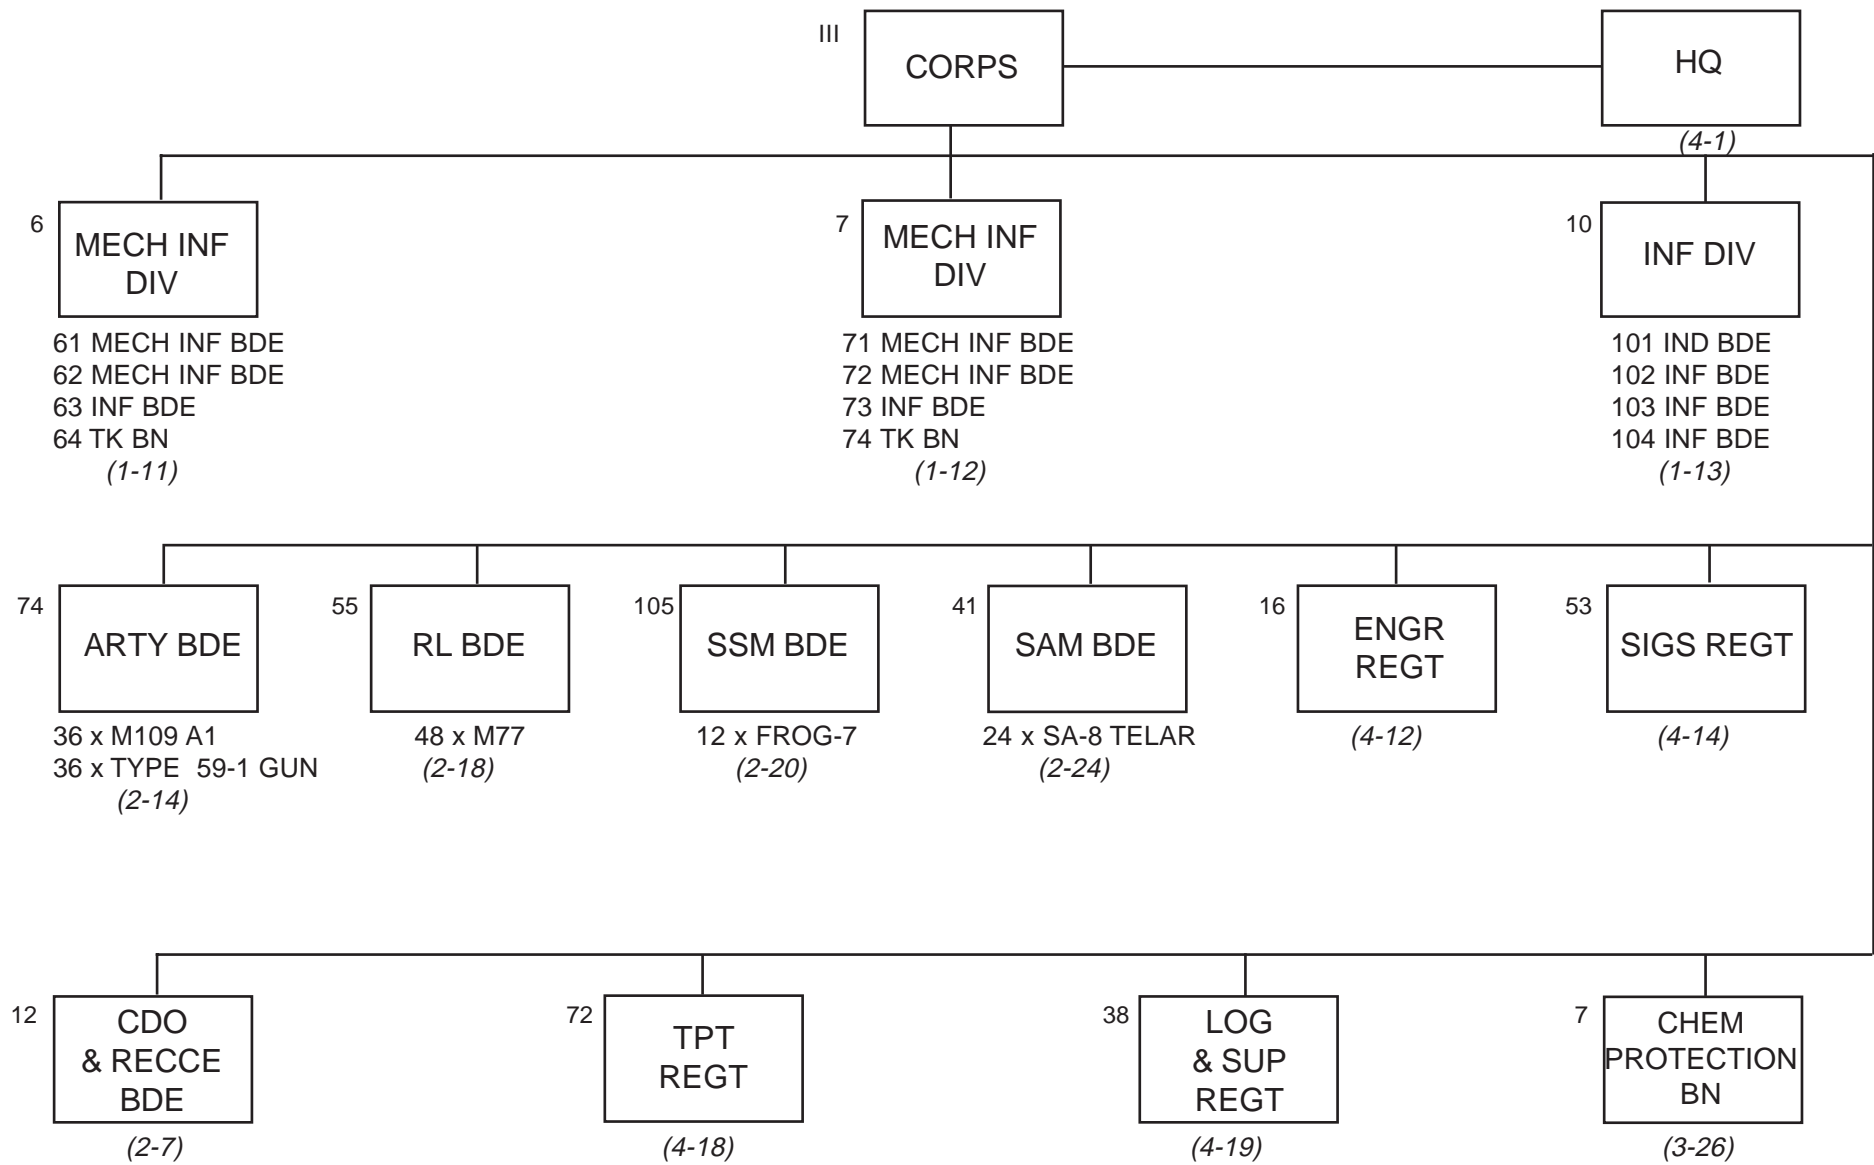 III
CORPS
HQ
(4-1)
6
MECH INF
DIV
61 MECH INF BDE
62 MECH INF BDE
63 INF BDE
64 TK BN
(1-11)
7
MECH INF
DIV
71 MECH INF BDE
72 MECH INF BDE
73 INF BDE
74 TK BN
(1-12)
10
INF DIV
101 IND BDE
102 INF BDE
103 INF BDE
104 INF BDE
(1-13)
74
ARTY BDE
36 x M109 A1
36 x TYPE 59-1 GUN
(2-14)
55
RL BDE
48 x M77
(2-18)
105
SSM BDE
12 x FROG-7
(2-20)
41
SAM BDE
24 x SA-8 TELAR
(2-24)
16
ENGR
REGT
(4-12)
53
SIGS REGT
(4-14)
12
CDO
& RECCE
BDE
(2-7)
72
TPT
REGT
(4-18)
38
LOG
& SUP
REGT
(4-19)
7
CHEM
PROTECTION
BN
(3-26)